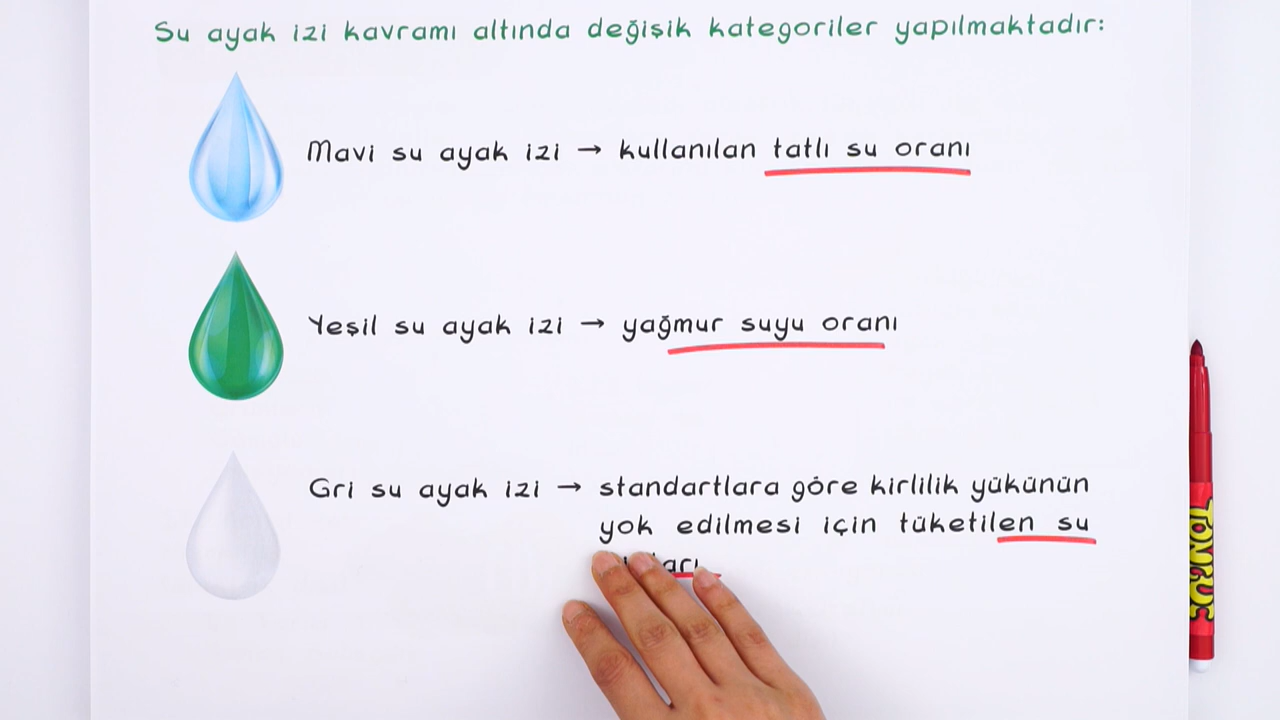 Su ayak izi kavramı altında değişik kategoriler yapılmaktadır:
Mavi su ayak izi → kullanılan tatlı su oranı
Yeşil su ayak izi → yağmur suyu oranı
Gri su ayak izi → standartlara göre kirlilik yükünün
yok edilmesi için tüketilen su